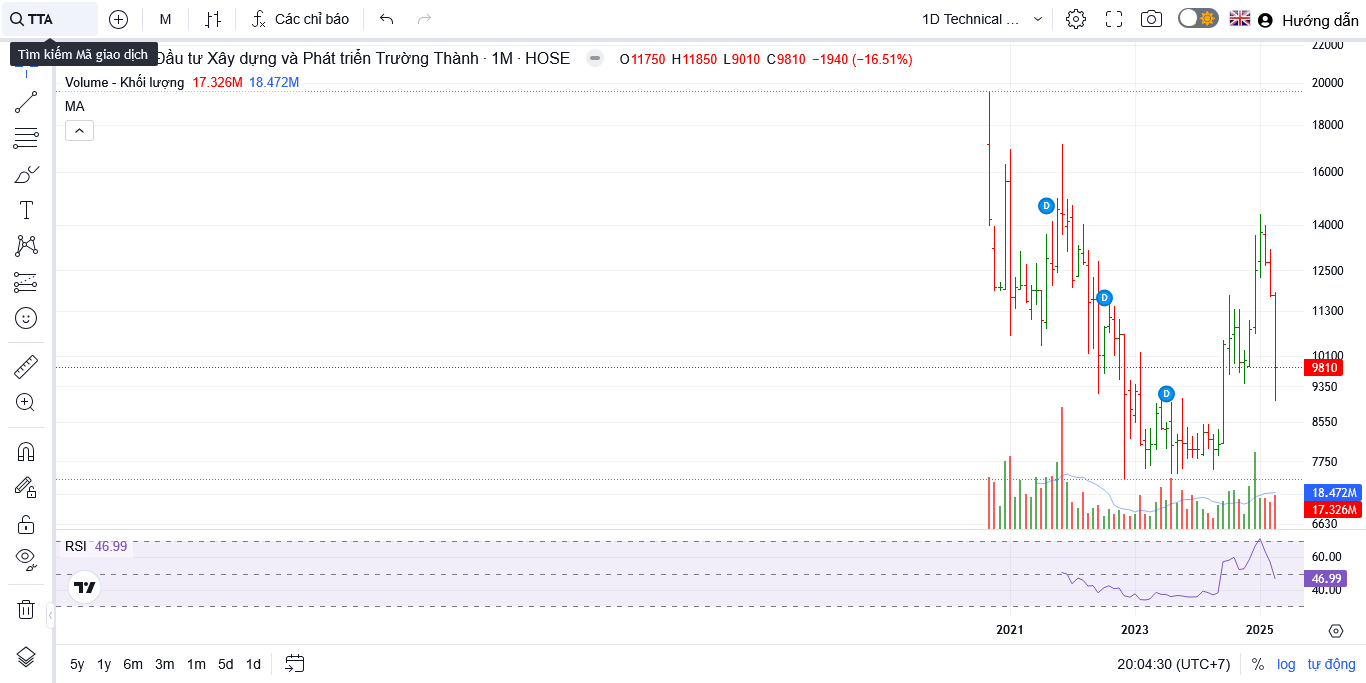 TTA
M
Các chỉ báo
1D Technical ...
Hướng dẫn
Tìm kiếm Mã giao dịch
Đầu tư Xây dựng và Phát triển Trường Thành · 1M · HOSE
O11750 H11850 L9010 C9810 −1940 (−16.51%)
Volume - Khối lượng 17.326M 18.472M
MA
22000
20000
18000
16000
14000
12500
11300
10100
9810
9350
8550
7750
18.472M
17.326M
6630
D
D
D
RSI 46.99
60.00
46.99
40.00
2021
2023
2025
5y 1y 6m 3m 1m 5d 1d
20:04:30 (UTC+7)
%
log
tự động